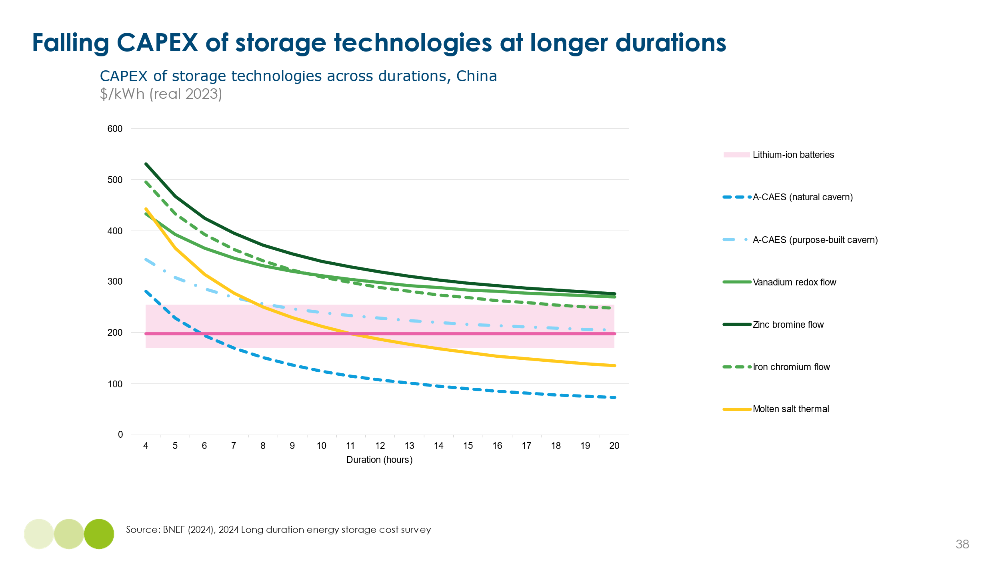 Falling CAPEX of storage technologies at longer durations
CAPEX of storage technologies across durations, China
$/kWh (real 2023)
600
500
400
300
200
100
0
4 5 6 7 8 9 10 11 12 13 14 15 16 17 18 19 20
Duration (hours)
Lithium-ion batteries
A-CAES (natural cavern)
A-CAES (purpose-built cavern)
Vanadium redox flow
Zinc bromine flow
Iron chromium flow
Molten salt thermal
Source: BNEF (2024), 2024 Long duration energy storage cost survey
38